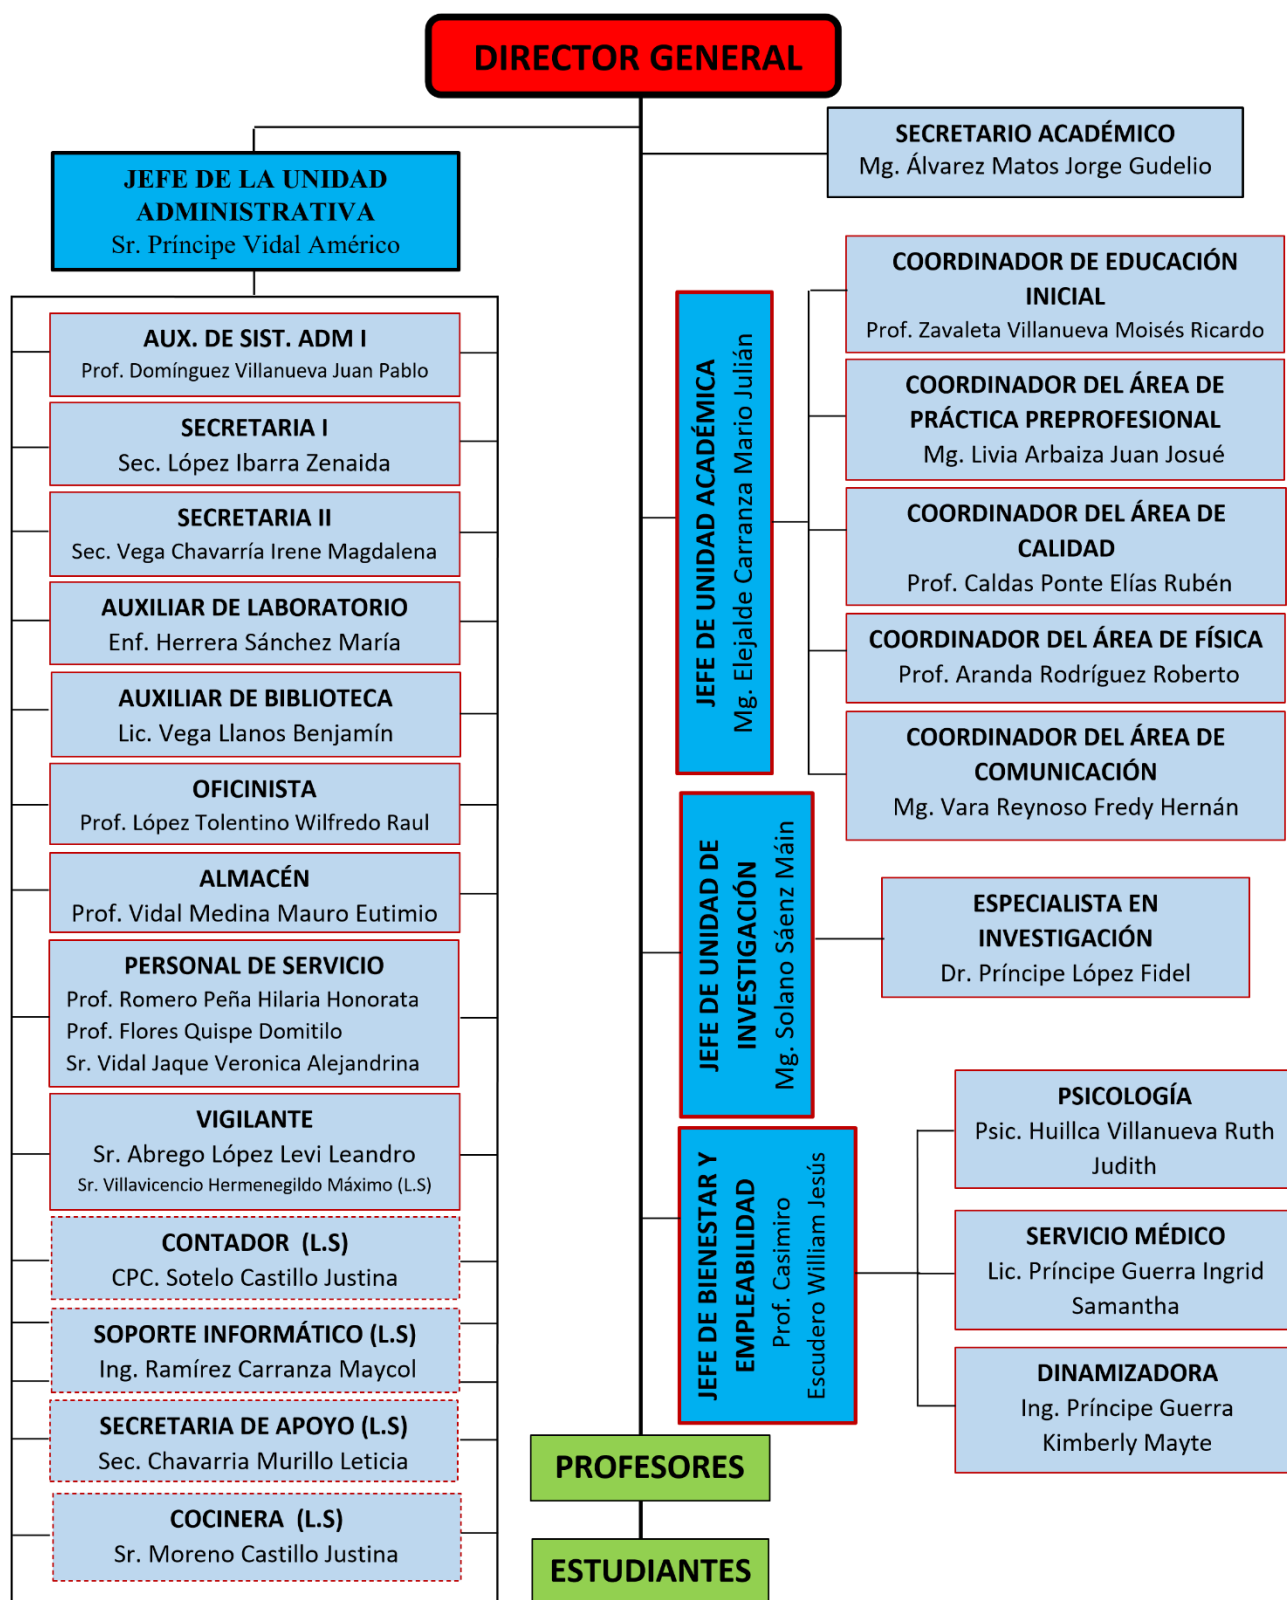 DIRECTOR GENERAL
SECRETARIO ACADÉMICO
Mg. Álvarez Matos Jorge Gudelio
JEFE DE LA UNIDAD
ADMINISTRATIVA
Sr. Príncipe Vidal Américo
AUX. DE SIST. ADM I
Prof. Domínguez Villanueva Juan Pablo
SECRETARIA I
Sec. López Ibarra Zenaida
SECRETARIA II
Sec. Vega Chavarría Irene Magdalena
AUXILIAR DE LABORATORIO
Enf. Herrera Sánchez María
AUXILIAR DE BIBLIOTECA
Lic. Vega Llanos Benjamín
OFICINISTA
Prof. López Tolentino Wilfredo Raul
ALMACÉN
Prof. Vidal Medina Mauro Eutimio
PERSONAL DE SERVICIO
Prof. Romero Peña Hilaria Honorata
Prof. Flores Quispe Domitilo
Sr. Vidal Jaque Veronica Alejandrina
VIGILANTE
Sr. Abrego López Levi Leandro
Sr. Villavicencio Hermenegildo Máximo (L.S)
CONTADOR (L.S)
CPC. Sotelo Castillo Justina
SOPORTE INFORMÁTICO (L.S)
Ing. Ramírez Carranza Maycol
SECRETARIA DE APOYO (L.S)
Sec. Chavarria Murillo Leticia
COCINERA (L.S)
Sr. Moreno Castillo Justina
JEFE DE UNIDAD ACADÉMICA
Mg. Elejalde Carranza Mario Julián
COORDINADOR DE EDUCACIÓN
INICIAL
Prof. Zavaleta Villanueva Moisés Ricardo
COORDINADOR DEL ÁREA DE
PRÁCTICA PREPROFESIONAL
Mg. Livia Arbaiza Juan Josué
COORDINADOR DEL ÁREA DE
CALIDAD
Prof. Caldas Ponte Elías Rubén
COORDINADOR DEL ÁREA DE FÍSICA
Prof. Aranda Rodríguez Roberto
COORDINADOR DEL ÁREA DE
COMUNICACIÓN
Mg. Vara Reynoso Fredy Hernán
JEFE DE UNIDAD DE
INVESTIGACIÓN
Mg. Solano Sáenz Máin
ESPECIALISTA EN
INVESTIGACIÓN
Dr. Príncipe López Fidel
JEFE DE BIENESTAR Y
EMPLEABILIDAD
Prof. Casimiro
Escudero William Jesús
PSICOLOGÍA
Psic. Huillca Villanueva Ruth
Judith
SERVICIO MÉDICO
Lic. Príncipe Guerra Ingrid
Samantha
DINAMIZADORA
Ing. Príncipe Guerra
Kimberly Mayte
PROFESORES
ESTUDIANTES